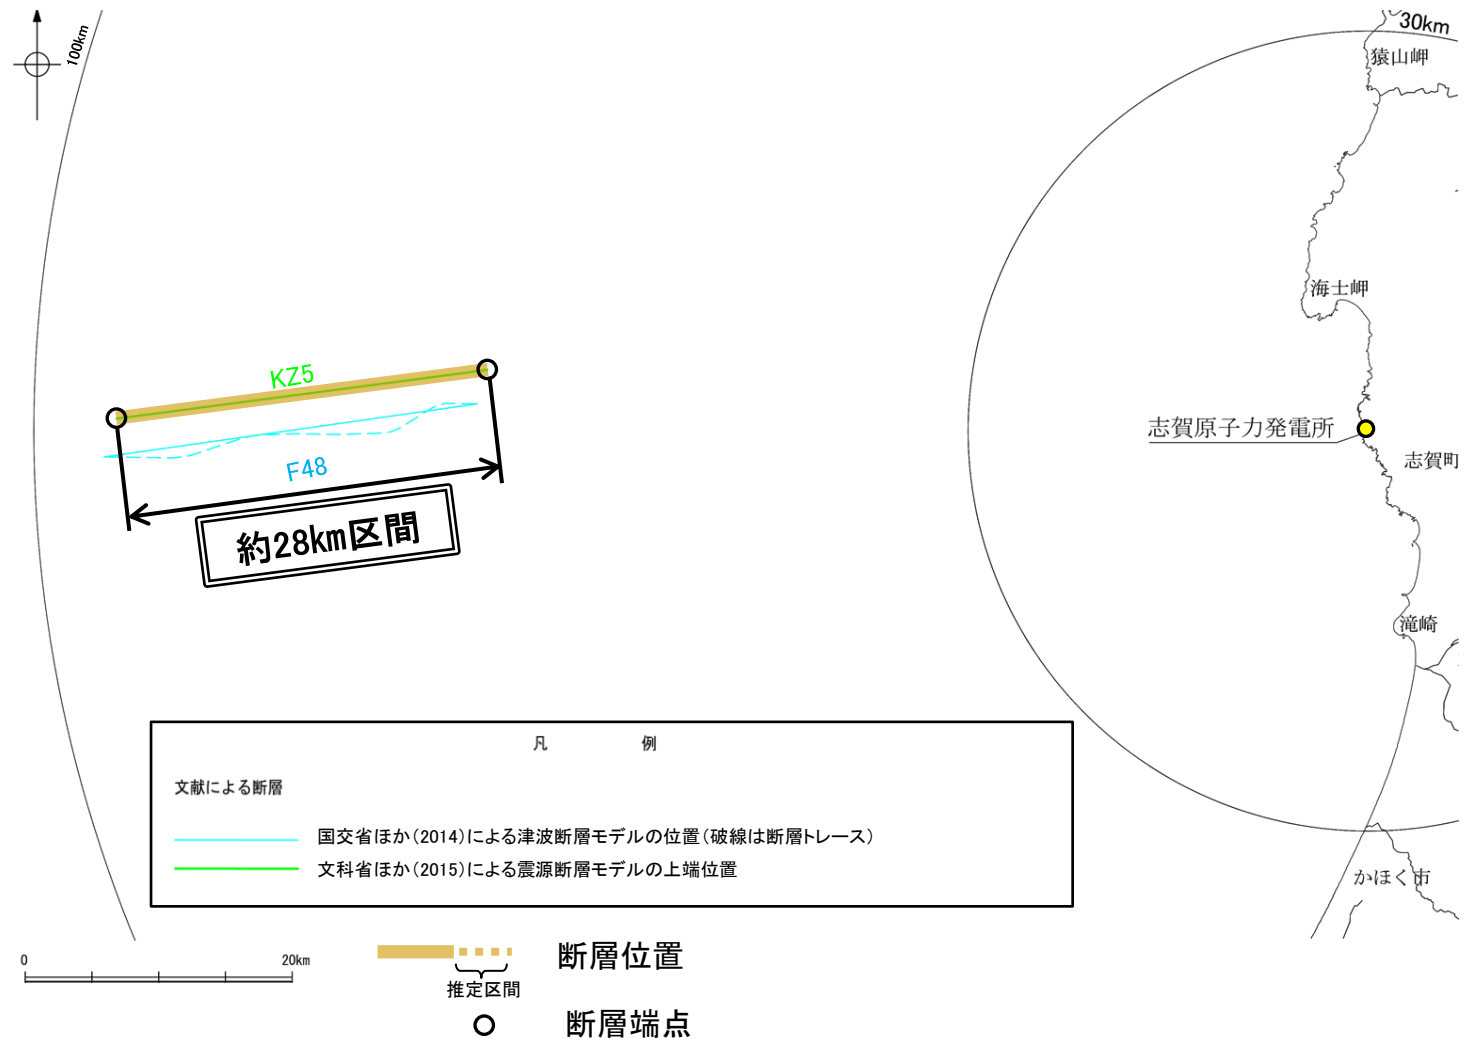 100km
30km
猿山岬
海士岬
KZ5
志賀原子力発電所
志賀町
F48
約28km区間
滝崎
凡　　　例
文献による断層
国交省ほか(2014)による津波断層モデルの位置(破線は断層トレース)
文科省ほか(2015)による震源断層モデルの上端位置
かほく市
0
20km
断層位置
推定区間
断層端点